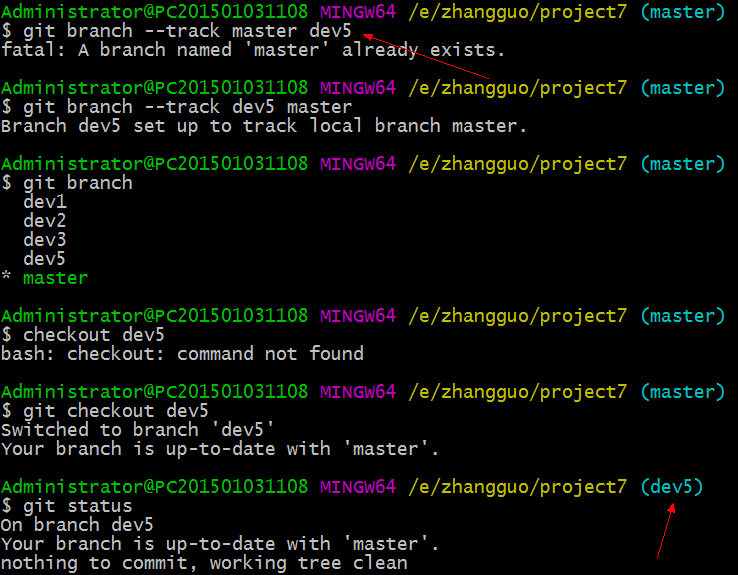 Administrator@PC201501031108 MINGW64 /e/zhangguo/project7 (master)
$ git branch --track master dev5
fatal: A branch named 'master' already exists.
Administrator@PC201501031108 MINGW64 /e/zhangguo/project7 (master)
$ git branch --track dev5 master
Branch dev5 set up to track local branch master.
Administrator@PC201501031108 MINGW64 /e/zhangguo/project7 (master)
$ git branch
  dev1
  dev2
  dev3
  dev5
* master
Administrator@PC201501031108 MINGW64 /e/zhangguo/project7 (master)
$ checkout dev5
bash: checkout: command not found
Administrator@PC201501031108 MINGW64 /e/zhangguo/project7 (master)
$ git checkout dev5
Switched to branch 'dev5'
Your branch is up-to-date with 'master'.
Administrator@PC201501031108 MINGW64 /e/zhangguo/project7 (dev5)
$ git status
On branch dev5
Your branch is up-to-date with 'master'.
nothing to commit, working tree clean